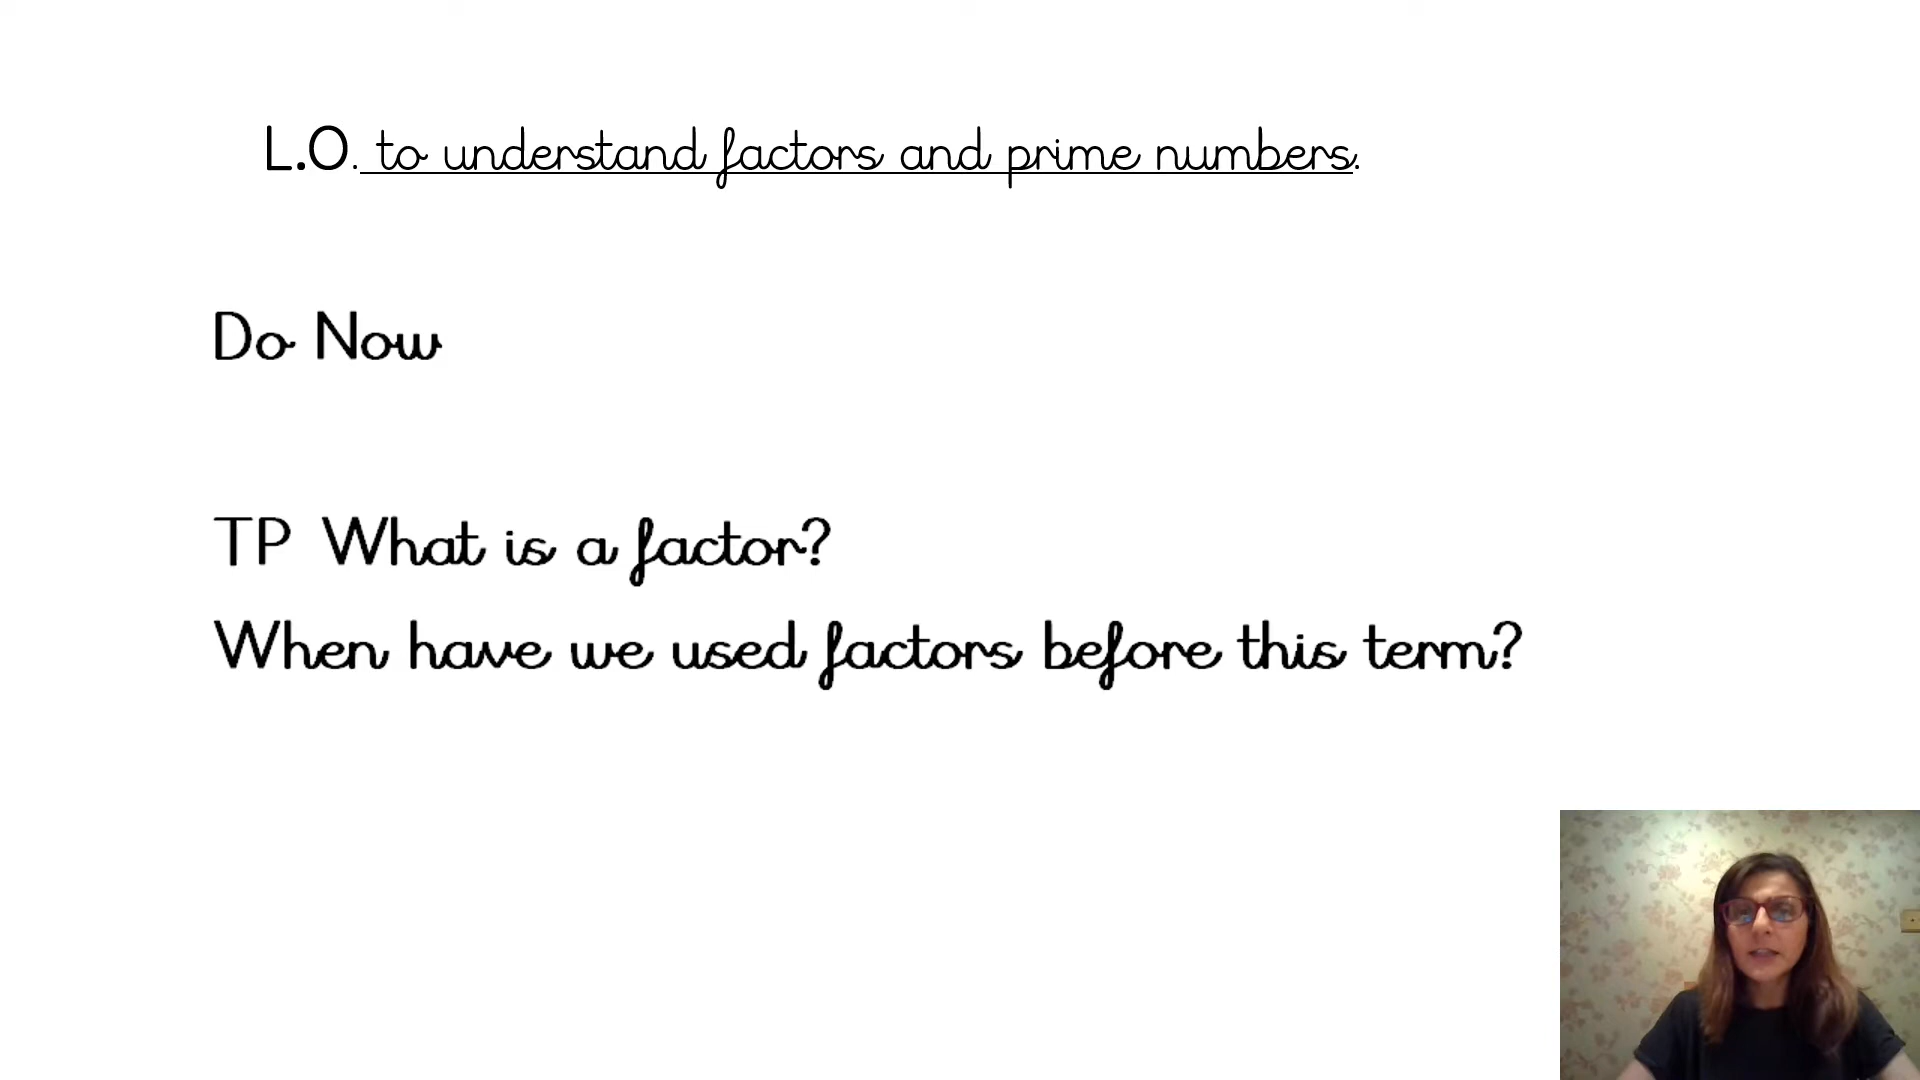 L.O. to understand factors and prime numbers.
Do Now
TP What is a factor?
When have we used factors before this term?